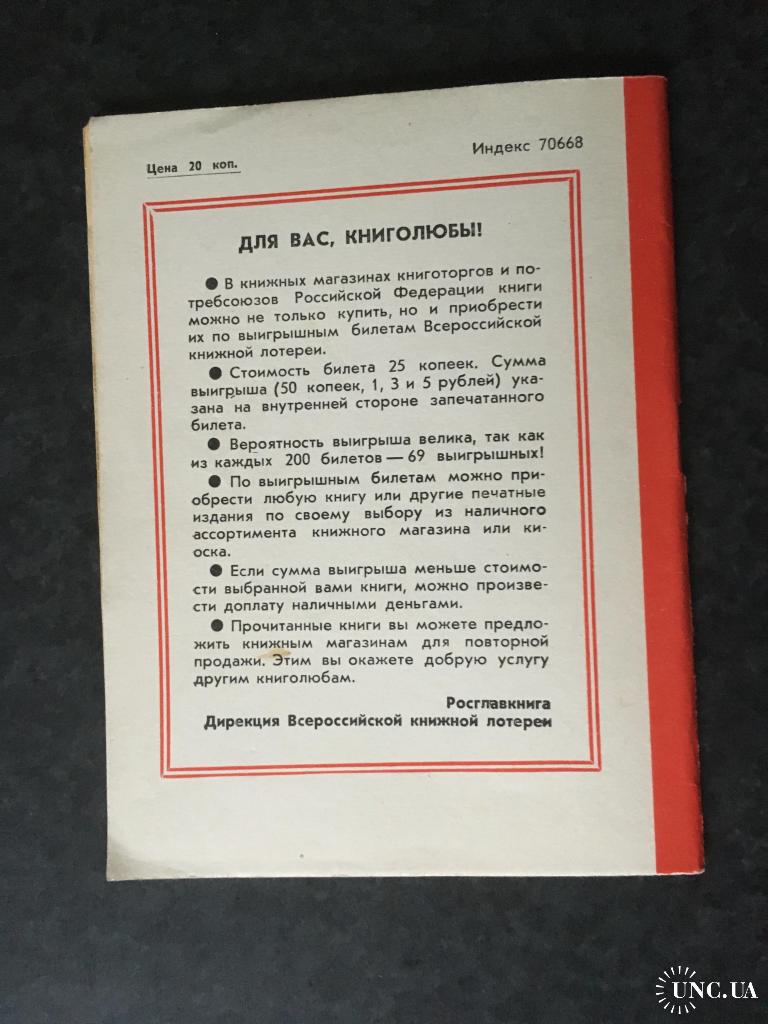 Цена 20 коп.
Индекс 70668
ДЛЯ ВАС, КНИГОЛЮБЫ!
● В книжных магазинах книготоргов и по-
требсоюзов Российской Федерации книги
можно не только купить, но и приобрести
их по выигрышным билетам Всероссийской
книжной лотереи.
● Стоимость билета 25 копеек. Сумма
выигрыша (50 копеек, 1, 3 и 5 рублей) ука-
зана на внутренней стороне запечатанного
билета.
● Вероятность выигрыша велика, так как
из каждых 200 билетов — 69 выигрышных!
● По выигрышным билетам можно при-
обрести любую книгу или другие печатные
издания по своему выбору из наличного
ассортимента книжного магазина или ки-
оска.
● Если сумма выигрыша меньше стоимо-
сти выбранной вами книги, можно произве-
сти доплату наличными деньгами.
● Прочитанные книги вы можете предло-
жить книжным магазинам для повторной
продажи. Этим вы окажете добрую услугу
другим книголюбам.
Росглавкнига
Дирекция Всероссийской книжной лотереи
UNC.UA